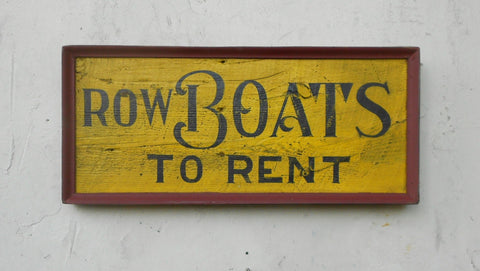 ROW BOATS
TO RENT